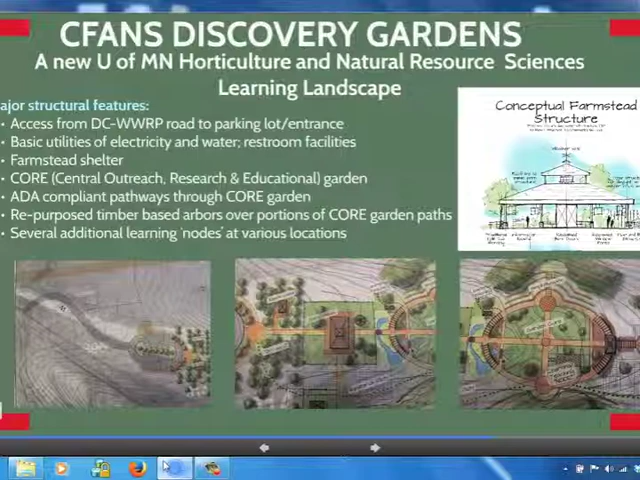 CFANS DISCOVERY GARDENS
A new U of MN Horticulture and Natural Resource Sciences
Learning Landscape
ajor structural features:
• Access from DC-WWRP road to parking lot/entrance
• Basic utilities of electricity and water; restroom facilities
• Farmstead shelter
• CORE (Central Outreach, Research & Educational) garden
• ADA compliant pathways through CORE garden
• Re-purposed timber based arbors over portions of CORE garden paths
• Several additional learning 'nodes' at various locations
Conceptual Farmstead
Structure